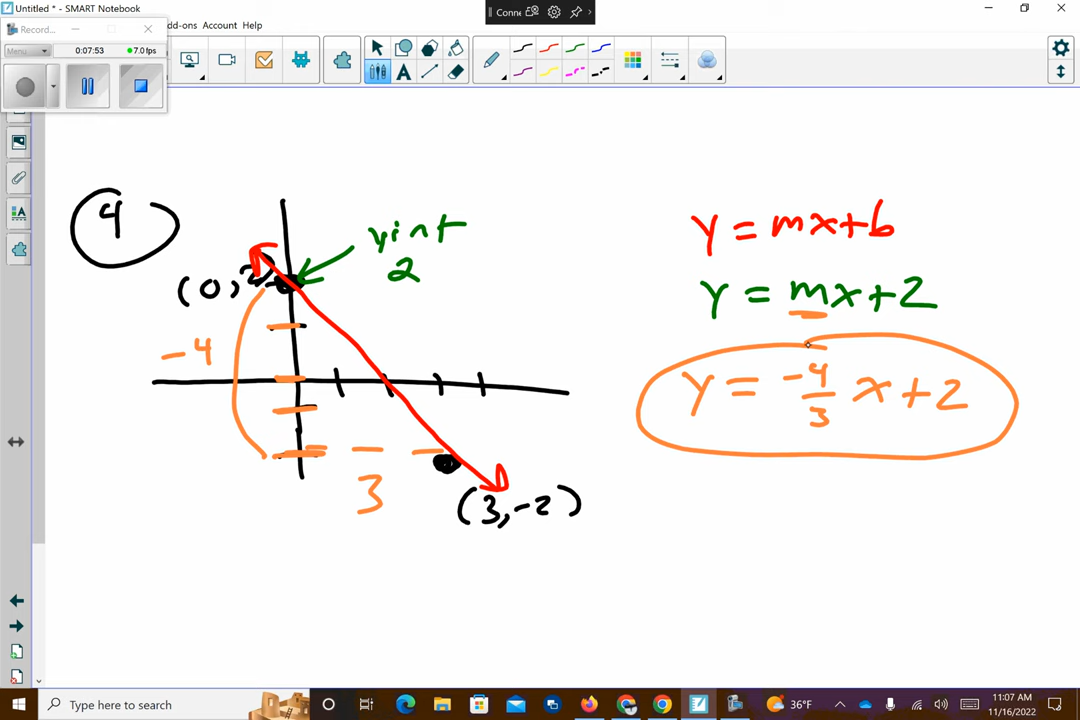 Untitled * - SMART Notebook
Conne
Record...
dd-ons Account Help
Menu 0:07:53 7.0 fps
4
yint
2
(0,2)
-4
3
(3,-2)
y = mx+b
y = mx+2
y = -4/3 x+2
Type here to search
36°F
11:07 AM
11/16/2022